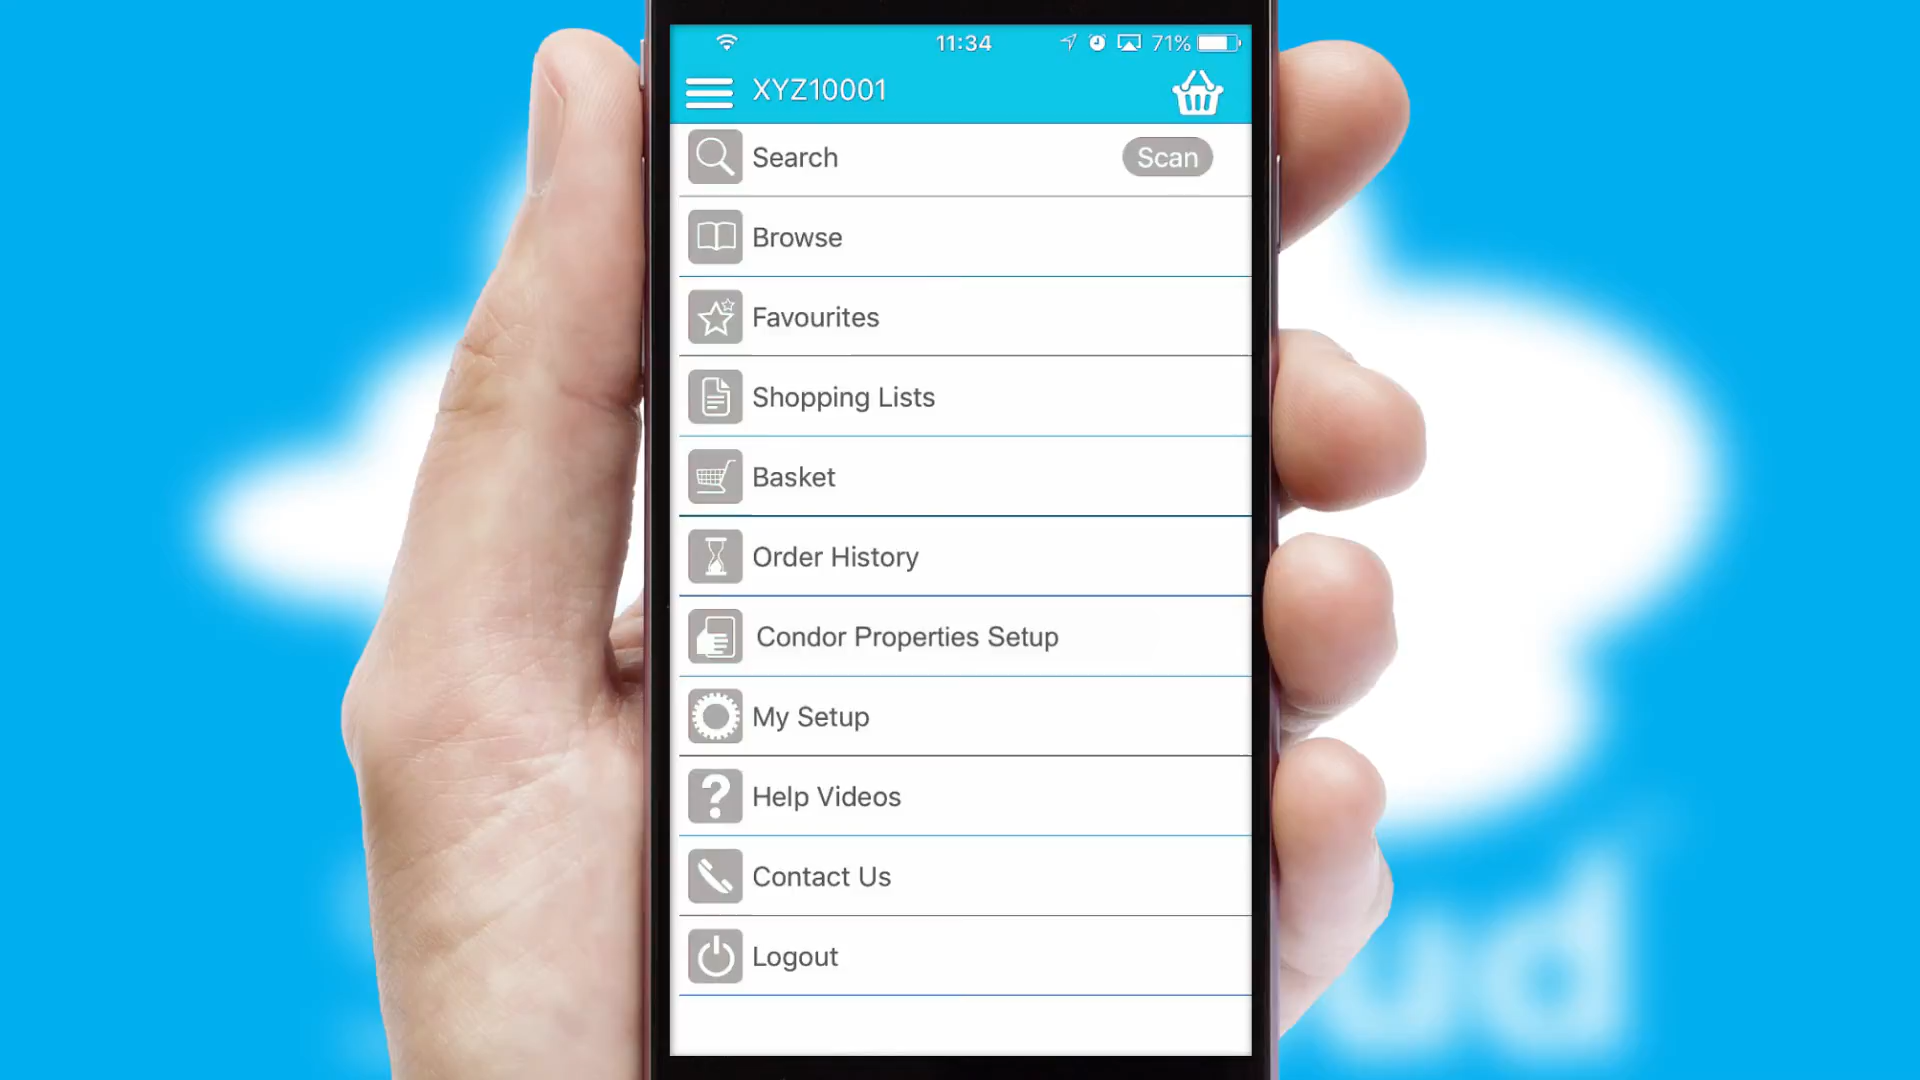 11:34
71%
XYZ10001
Search
Scan
Browse
Favourites
Shopping Lists
Basket
Order History
Condor Properties Setup
My Setup
Help Videos
Contact Us
Logout
ud